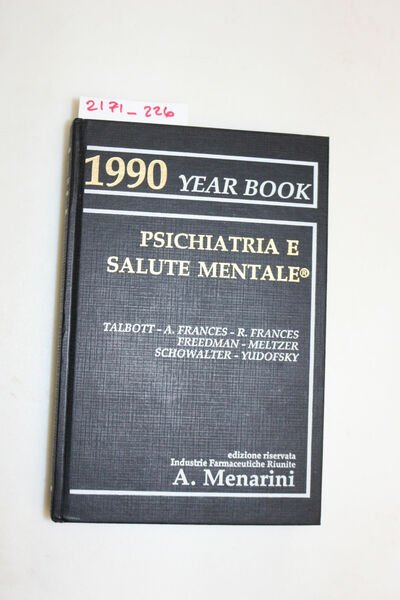 2171_226
1990 YEAR BOOK
PSICHIATRIA E
SALUTE MENTALE®
TALBOTT - A. FRANCES - R. FRANCES
FREEDMAN - MELTZER
SCHOWALTER - YUDOFSKY
edizione riservata
Industrie Farmaceutiche Riunite
A. Menarini